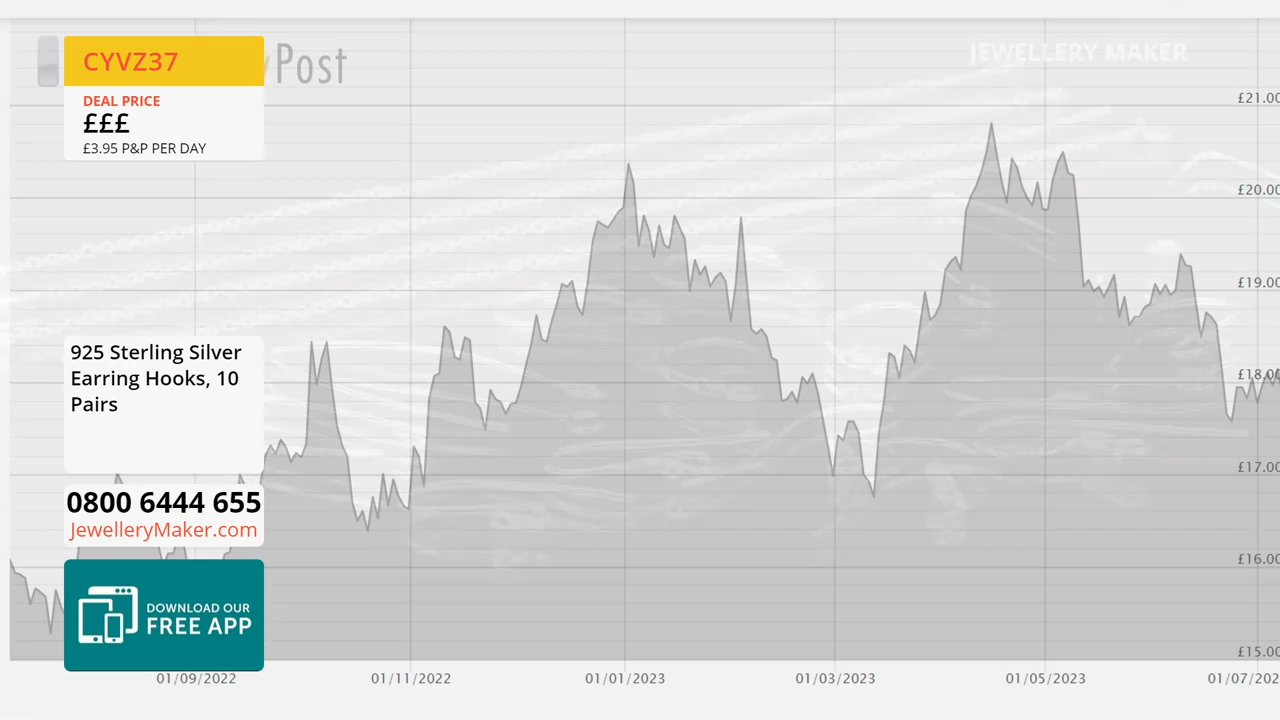 CYVZ37
Post
JEWELLERY MAKER
DEAL PRICE
£££
£3.95 P&P PER DAY
£21.00
£20.00
£19.00
£18.00
£17.00
£16.00
£15.00
925 Sterling Silver
Earring Hooks, 10
Pairs
0800 6444 655
JewelleryMaker.com
DOWNLOAD OUR
FREE APP
01/09/2022
01/11/2022
01/01/2023
01/03/2023
01/05/2023
01/07/202